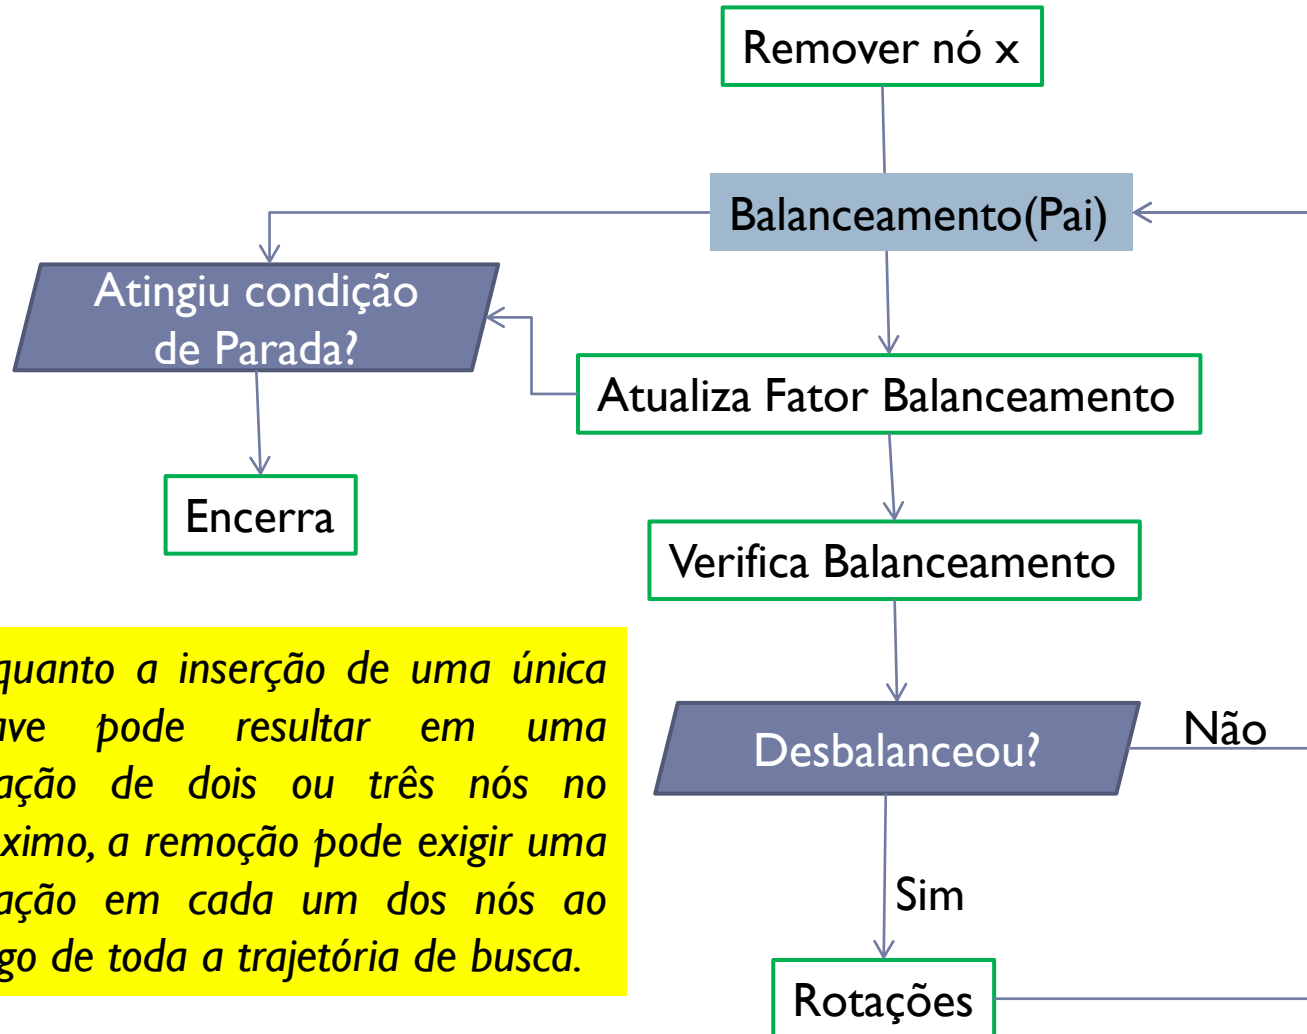 Remover nó x
Balanceamento(Pai)
Atingiu condição
de Parada?
Atualiza Fator Balanceamento
Encerra
Verifica Balanceamento
quanto a inserção de uma única
ave pode resultar em uma
ação de dois ou três nós no
ximo, a remoção pode exigir uma
ação em cada um dos nós ao
go de toda a trajetória de busca.
Desbalanceou?
Não
Sim
Rotações